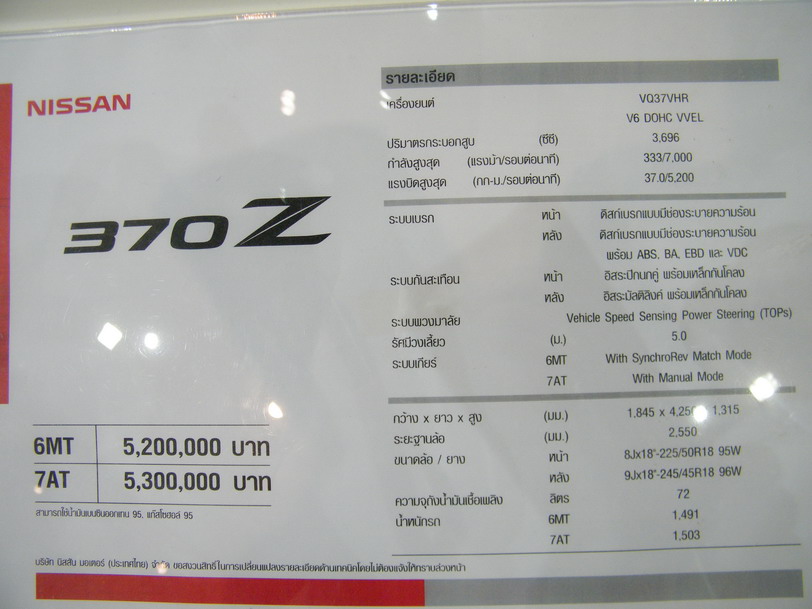 NISSAN
370Z
6MT 5,200,000 บาท
7AT 5,300,000 บาท
สามารถใช้น้ำมันเบนซินออกเทน 95, แก๊สโซฮอล์ 95
รายละเอียด
เครื่องยนต์ VQ37VHR
V6 DOHC VVEL
ปริมาตรกระบอกสูบ (ซีซี) 3,696
กำลังสูงสุด (แรงม้า/รอบต่อนาที) 333/7,000
แรงบิดสูงสุด (กก-ม./รอบต่อนาที) 37.0/5,200
ระบบเบรก หน้า ดิสก์เบรกแบบมีช่องระบายความร้อน
หลัง ดิสก์เบรกแบบมีช่องระบายความร้อน
พร้อม ABS, BA, EBD และ VDC
ระบบกันสะเทือน หน้า อิสระปีกนกคู่ พร้อมเหล็กกันโคลง
หลัง อิสระมัลติลิงค์ พร้อมเหล็กกันโคลง
ระบบพวงมาลัย Vehicle Speed Sensing Power Steering (TOPs)
รัศมีวงเลี้ยว (ม.) 5.0
ระบบเกียร์ 6MT With SynchroRev Match Mode
7AT With Manual Mode
กว้าง x ยาว x สูง (มม.) 1,845 x 4,250 x 1,315
ระยะฐานล้อ (มม.) 2,550
ขนาดล้อ / ยาง หน้า 8Jx18"-225/50R18 95W
หลัง 9Jx18"-245/45R18 96W
ความจุถังน้ำมันเชื้อเพลิง ลิตร 72
น้ำหนักรถ 6MT 1,491
7AT 1,503
บริษัท นิสสัน มอเตอร์ (ประเทศไทย) จำกัด ขอสงวนสิทธิ์ในการเปลี่ยนแปลงรายละเอียดด้านเทคนิคโดยไม่ต้องแจ้งให้ทราบล่วงหน้า